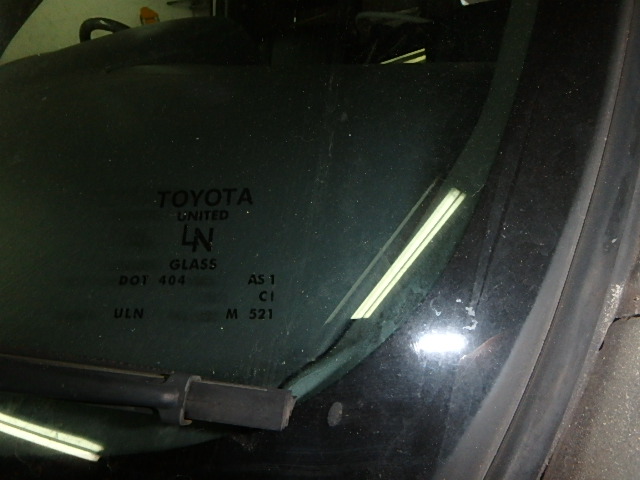 TOYOTA
UNITED
LN
GLASS
DOT 404 AS1
C1
ULN M 521